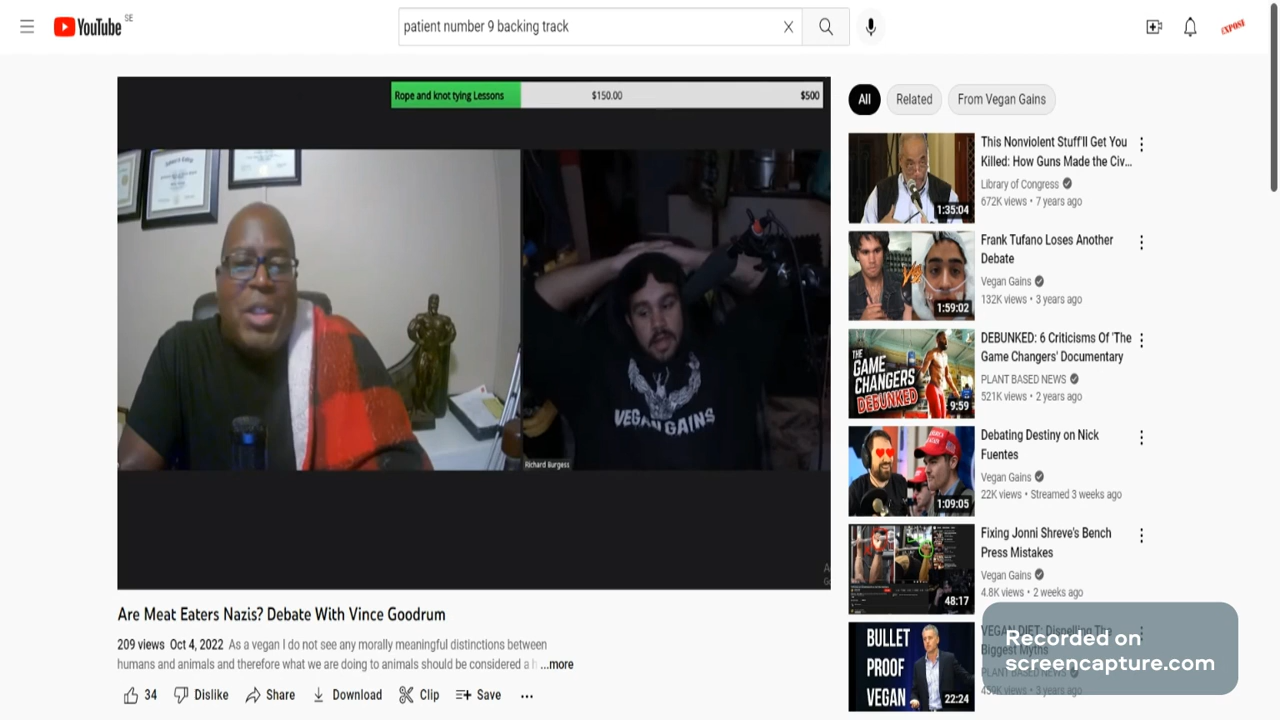 YouTube SE
patient number 9 backing track
EXPOSE
Rope and knot tying Lessons $150.00 $500
VEGAN GAINS
Richard Burgess
Are Meat Eaters Nazis? Debate With Vince Goodrum
209 views Oct 4, 2022 As a vegan I do not see any morally meaningful distinctions between
humans and animals and therefore what we are doing to animals should be considered a h ...more
34 Dislike Share Download Clip Save
All Related From Vegan Gains
1:35:04
This Nonviolent Stuff'll Get You
Killed: How Guns Made the Civ...
Library of Congress
672K views • 7 years ago
VS
1:59:02
Frank Tufano Loses Another
Debate
Vegan Gains
132K views • 3 years ago
THE
GAME
CHANGERS
DEBUNKED
9:59
DEBUNKED: 6 Criticisms Of 'The
Game Changers' Documentary
PLANT BASED NEWS
521K views • 2 years ago
1:09:05
Debating Destiny on Nick
Fuentes
Vegan Gains
22K views • Streamed 3 weeks ago
48:17
Fixing Jonni Shreve's Bench
Press Mistakes
Vegan Gains
4.8K views • 2 weeks ago
BULLET
PROOF
VEGAN
22:24
VEGAN DIET: Dispelling The
Biggest Myths
PLANT BASED NEWS
459K views • 3 years ago
Recorded on
screencapture.com